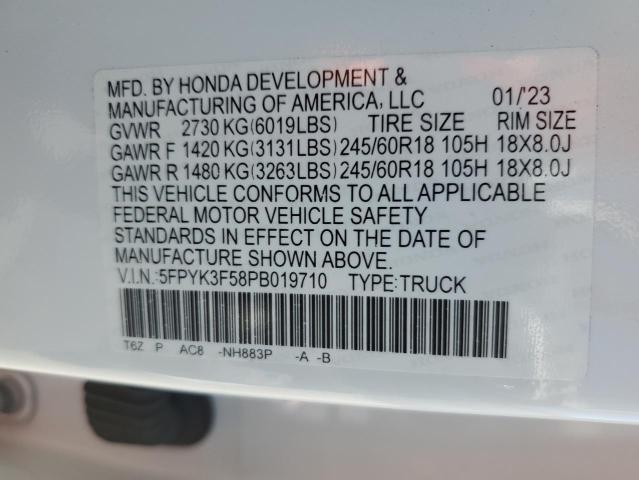 MFD. BY HONDA DEVELOPMENT &
MANUFACTURING OF AMERICA, LLC 01/'23
GVWR 2730 KG(6019LBS) TIRE SIZE RIM SIZE
GAWR F 1420 KG(3131LBS) 245/60R18 105H 18X8.0J
GAWR R 1480 KG(3263LBS) 245/60R18 105H 18X8.0J
THIS VEHICLE CONFORMS TO ALL APPLICABLE
FEDERAL MOTOR VEHICLE SAFETY
STANDARDS IN EFFECT ON THE DATE OF
MANUFACTURE SHOWN ABOVE.
V.I.N.:5FPYK3F58PB019710 TYPE:TRUCK
T6Z P AC8 -NH883P -A -B